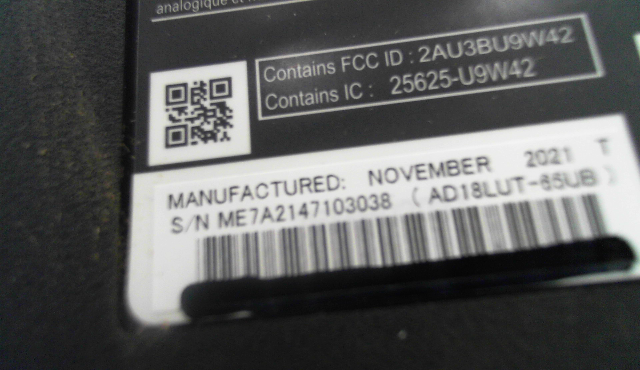 analogique et
Contains FCC ID : 2AU3BU9W42
Contains IC : 25625-U9W42
MANUFACTURED: NOVEMBER 2021 T
S/N ME7A2147103038 ( AD18LUT-65UB )